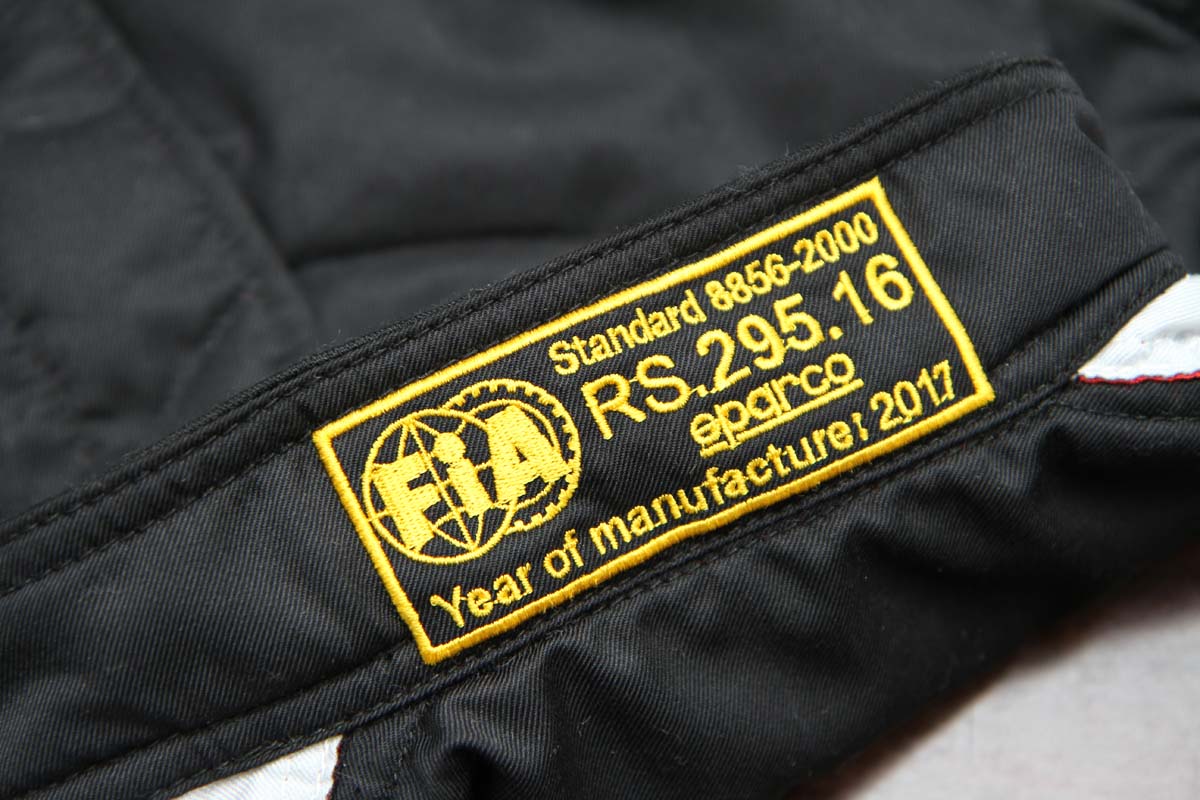 Standard 8856-2000
RS.295.16
sparco
FIA
Year of manufacture: 2017